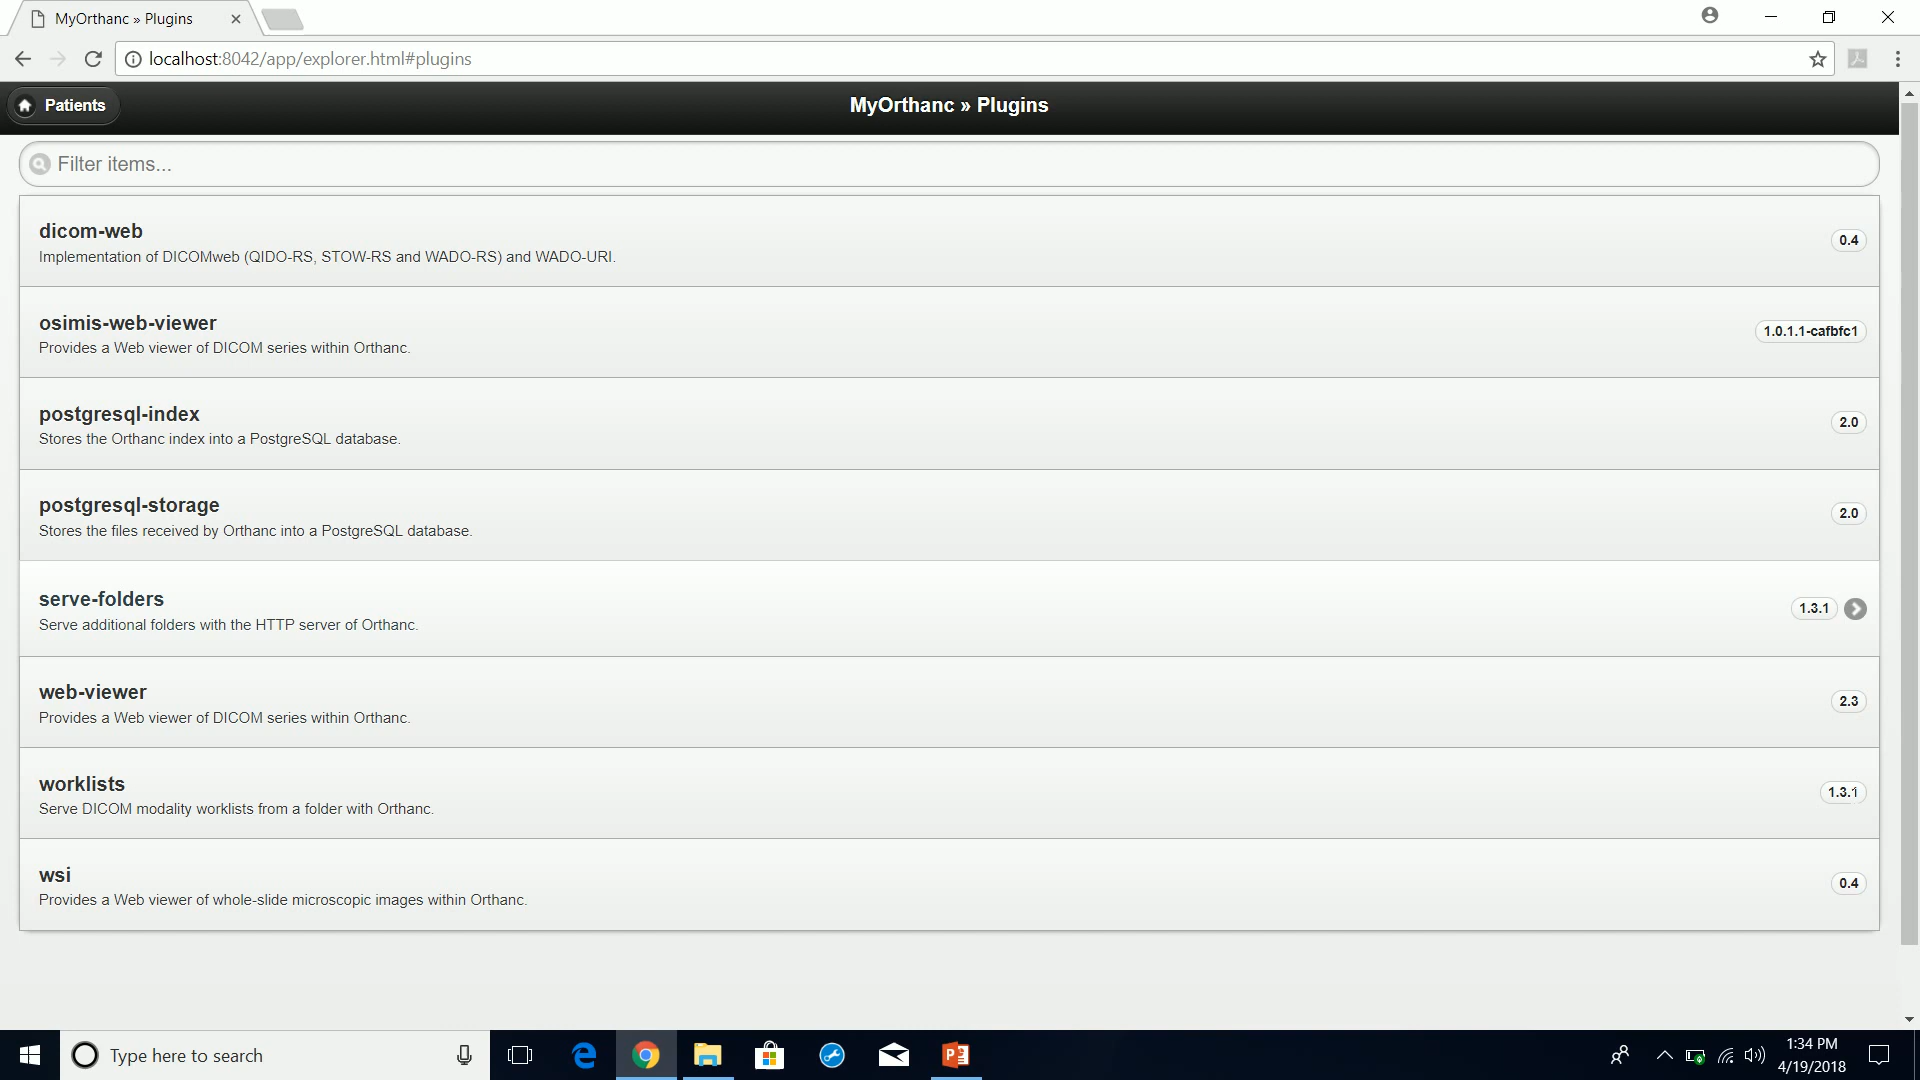 MyOrthanc » Plugins
localhost:8042/app/explorer.html#plugins
Patients
MyOrthanc » Plugins
Filter items...
dicom-web
Implementation of DICOMweb (QIDO-RS, STOW-RS and WADO-RS) and WADO-URI.
0.4
osimis-web-viewer
Provides a Web viewer of DICOM series within Orthanc.
1.0.1.1-cafbfc1
postgresql-index
Stores the Orthanc index into a PostgreSQL database.
2.0
postgresql-storage
Stores the files received by Orthanc into a PostgreSQL database.
2.0
serve-folders
Serve additional folders with the HTTP server of Orthanc.
1.3.1
web-viewer
Provides a Web viewer of DICOM series within Orthanc.
2.3
worklists
Serve DICOM modality worklists from a folder with Orthanc.
1.3.1
wsi
Provides a Web viewer of whole-slide microscopic images within Orthanc.
0.4
Type here to search
1:34 PM
4/19/2018